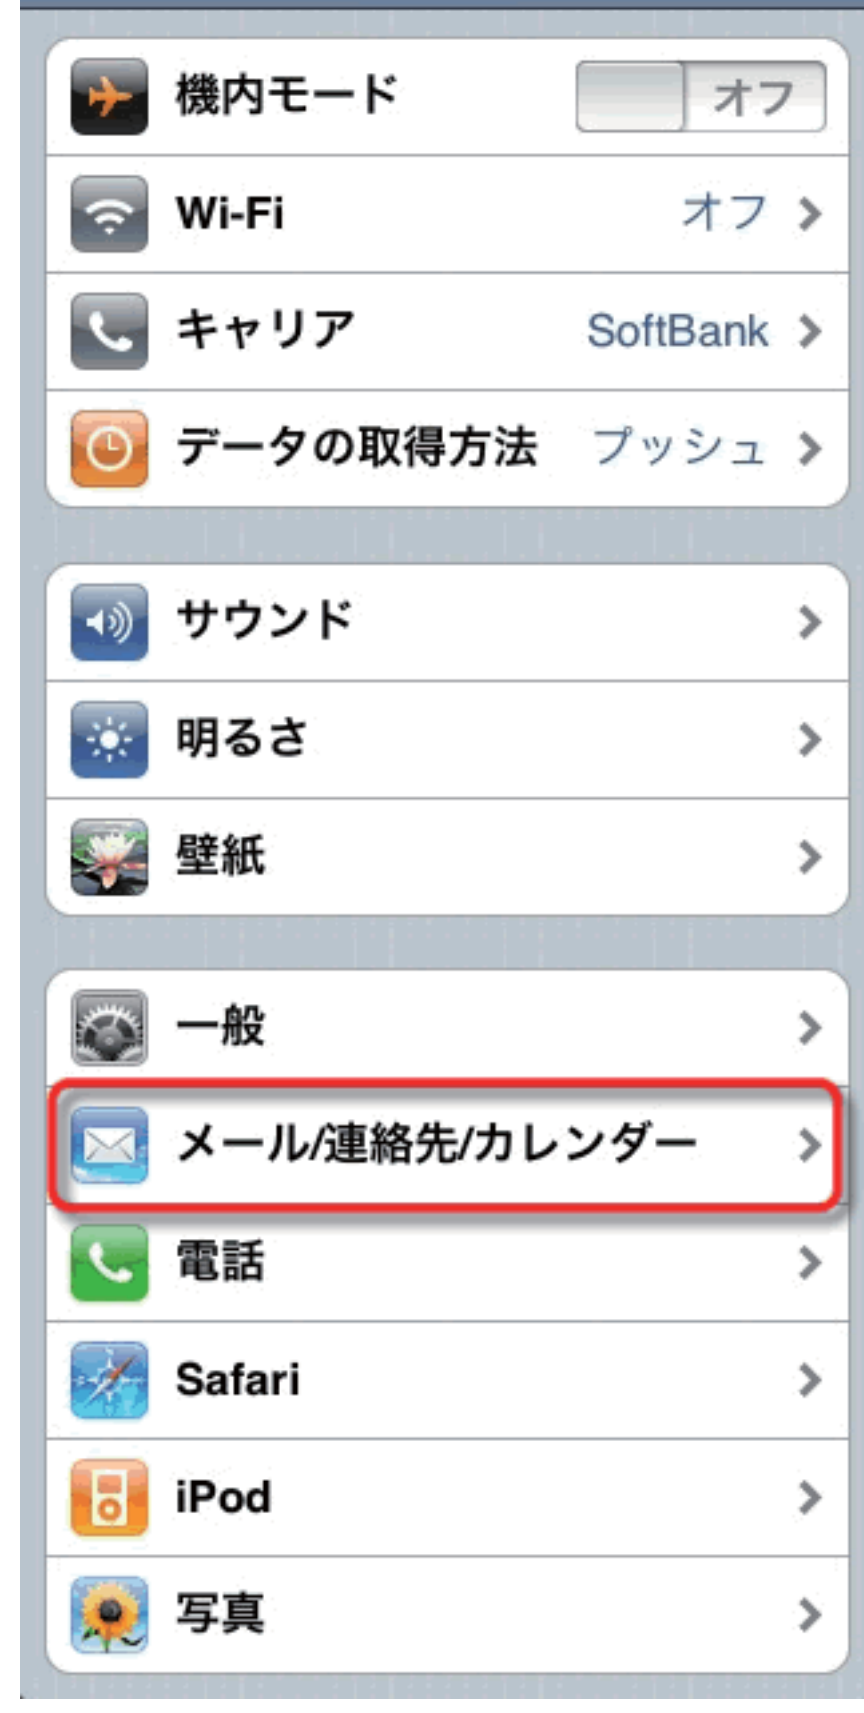 機内モード オフ
Wi-Fi オフ
キャリア SoftBank
データの取得方法 プッシュ
サウンド
明るさ
壁紙
一般
メール/連絡先/カレンダー
電話
Safari
iPod
写真